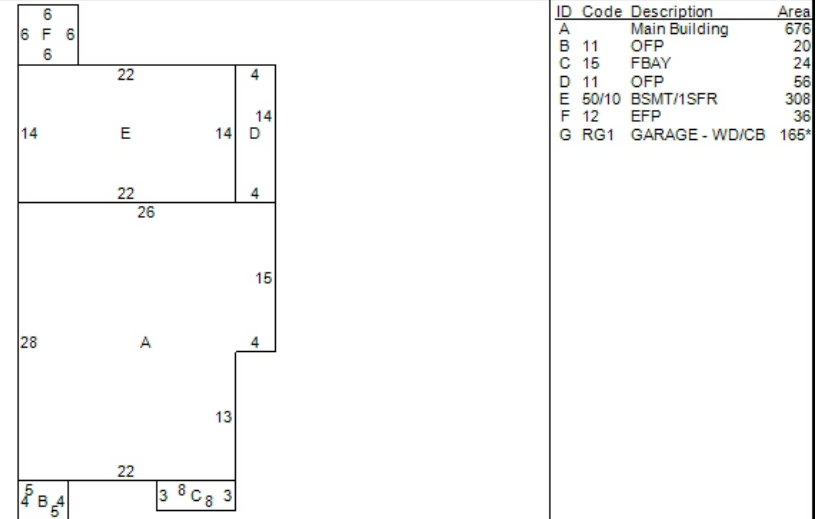 6
6 F 6
6
22 4
14 E 14 D 14
22 4
26
15
28 A 4
13
22
5
4 B 4
5
3 8 C 8 3
ID Code Description Area
A Main Building 676
B 11 OFP 20
C 15 FBAY 24
D 11 OFP 56
E 50/10 BSMT/1SFR 308
F 12 EFP 36
G RG1 GARAGE - WD/CB 165*